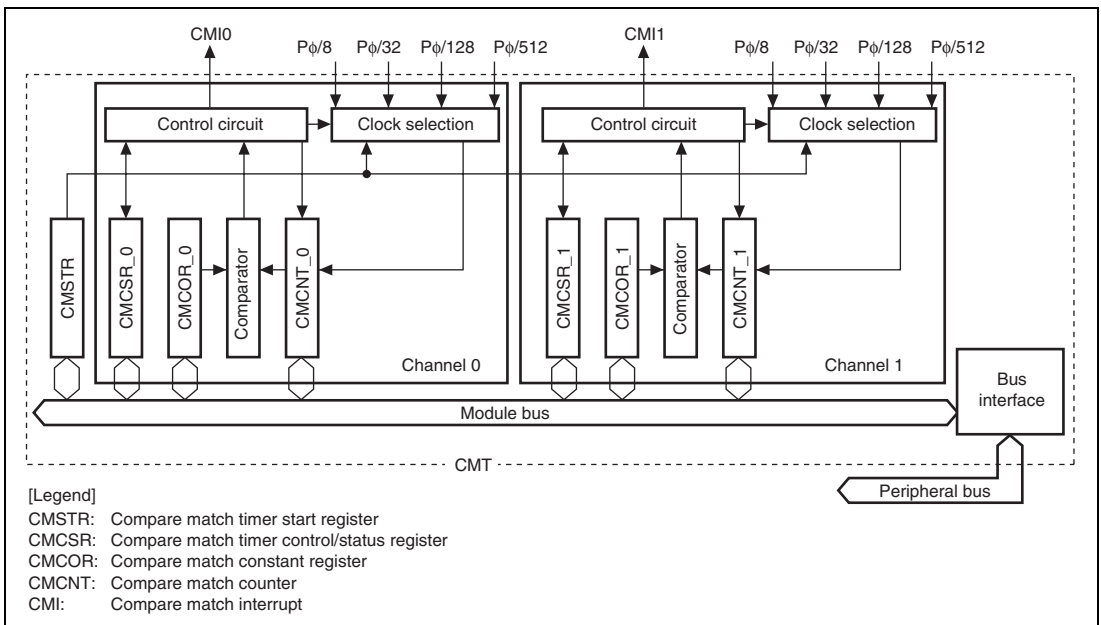 CMI0
Pϕ/8 Pϕ/32 Pϕ/128 Pϕ/512
CMI1
Pϕ/8 Pϕ/32 Pϕ/128 Pϕ/512
Control circuit
Clock selection
Control circuit
Clock selection
CMSTR
CMCSR_0
CMCOR_0
Comparator
CMCNT_0
Channel 0
CMCSR_1
CMCOR_1
Comparator
CMCNT_1
Channel 1
Module bus
Bus
interface
CMT
Peripheral bus
[Legend]
CMSTR: Compare match timer start register
CMCSR: Compare match timer control/status register
CMCOR: Compare match constant register
CMCNT: Compare match counter
CMI: Compare match interrupt